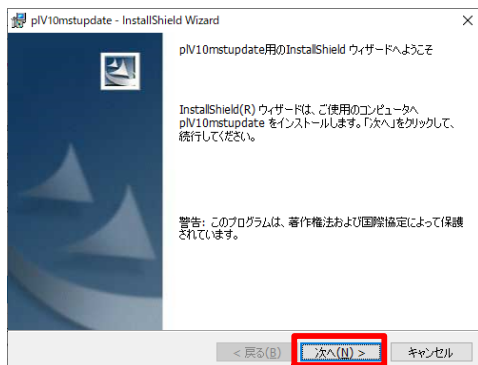 plV10mstupdate - InstallShield Wizard
plV10mstupdate用のInstallShield ウィザードへようこそ
InstallShield(R) ウィザードは、ご使用のコンピュータへ
plV10mstupdate をインストールします。「次へ」をクリックして、
続行してください。
警告: このプログラムは、著作権法および国際協定によって保護
されています。
< 戻る(B) 次へ(N) > キャンセル